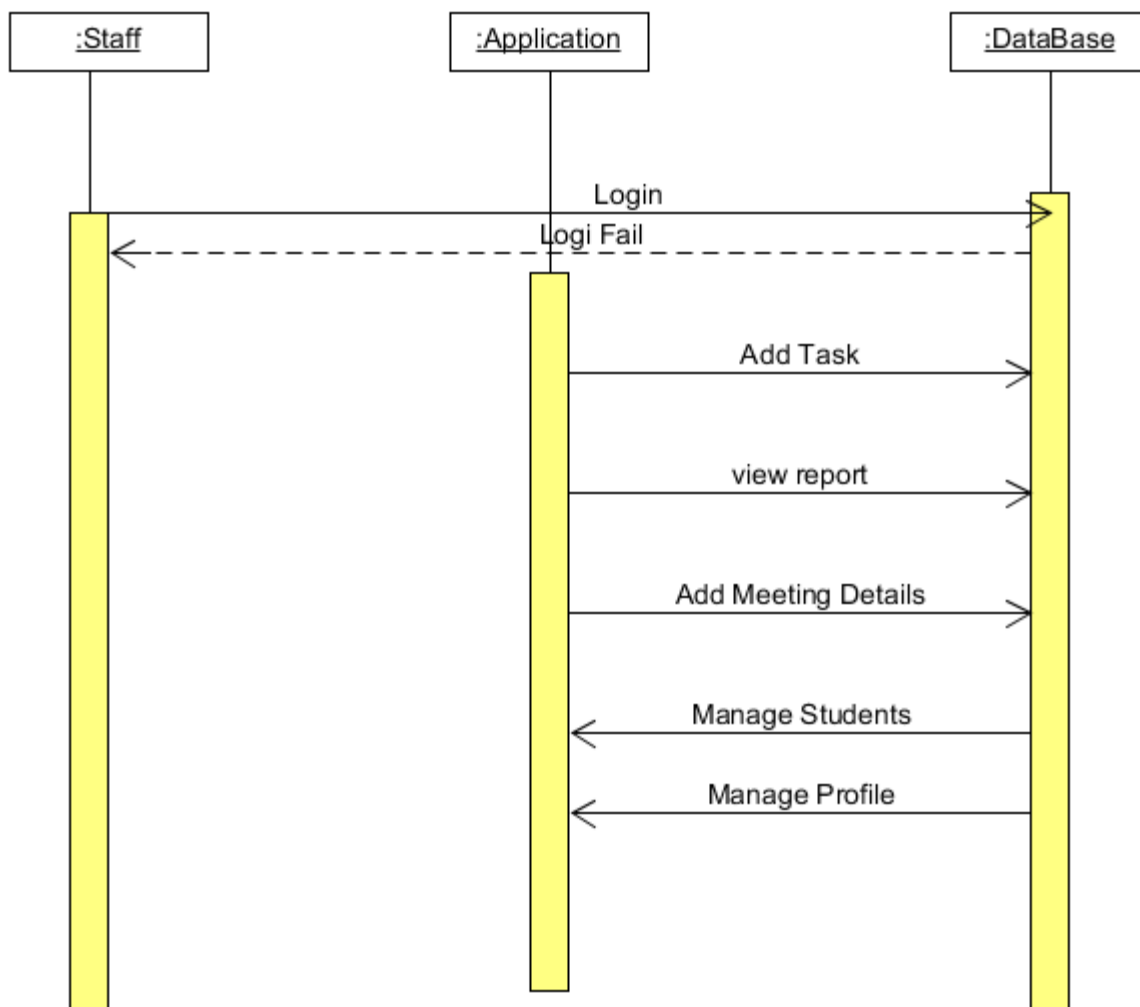 :Staff
:Application
:DataBase
Login
Logi Fail
Add Task
view report
Add Meeting Details
Manage Students
Manage Profile